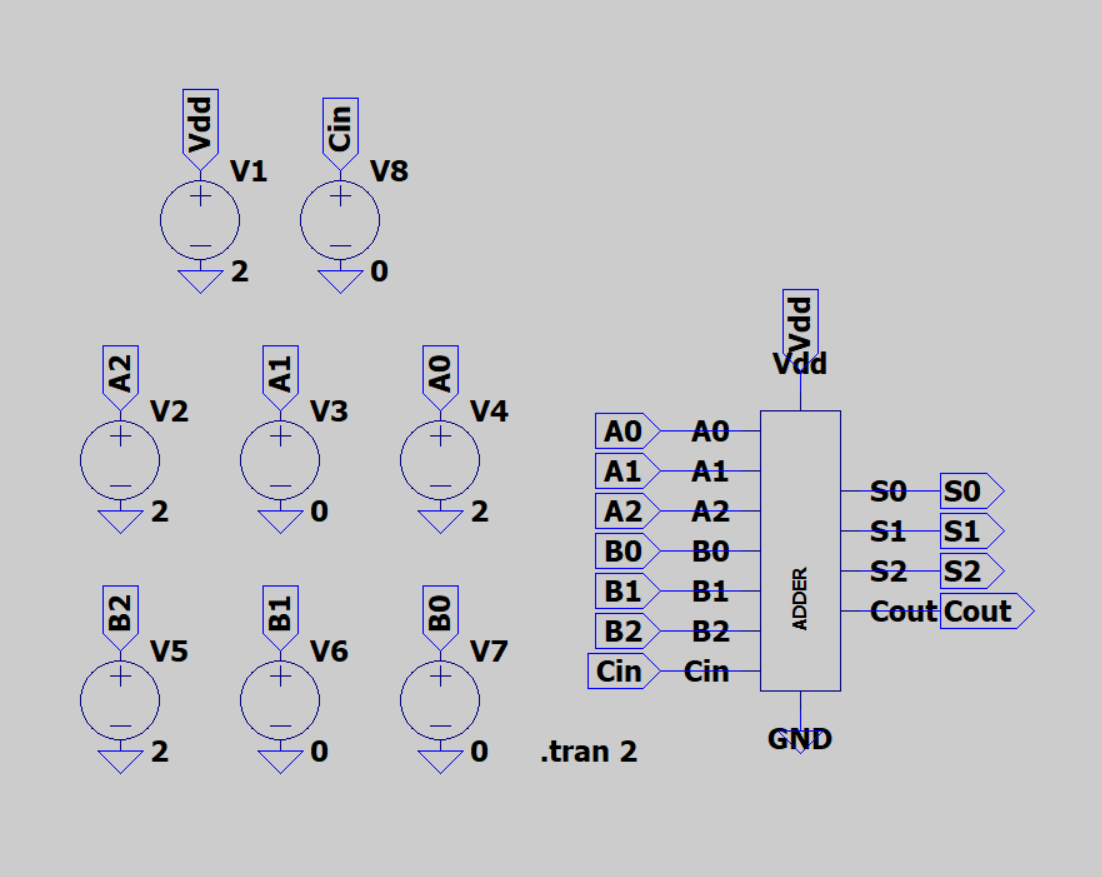 Vdd Cin
V1 V8
2 0
Vdd
Vdd
A2 A1 A0
V2 V3 V4
2 0 2
A0 A0
A1 A1
A2 A2
B0 B0
B1 B1
B2 B2
Cin Cin
ADDER
S0 S0
S1 S1
S2 S2
Cout Cout
GND
B2 B1 B0
V5 V6 V7
2 0 0
.tran 2